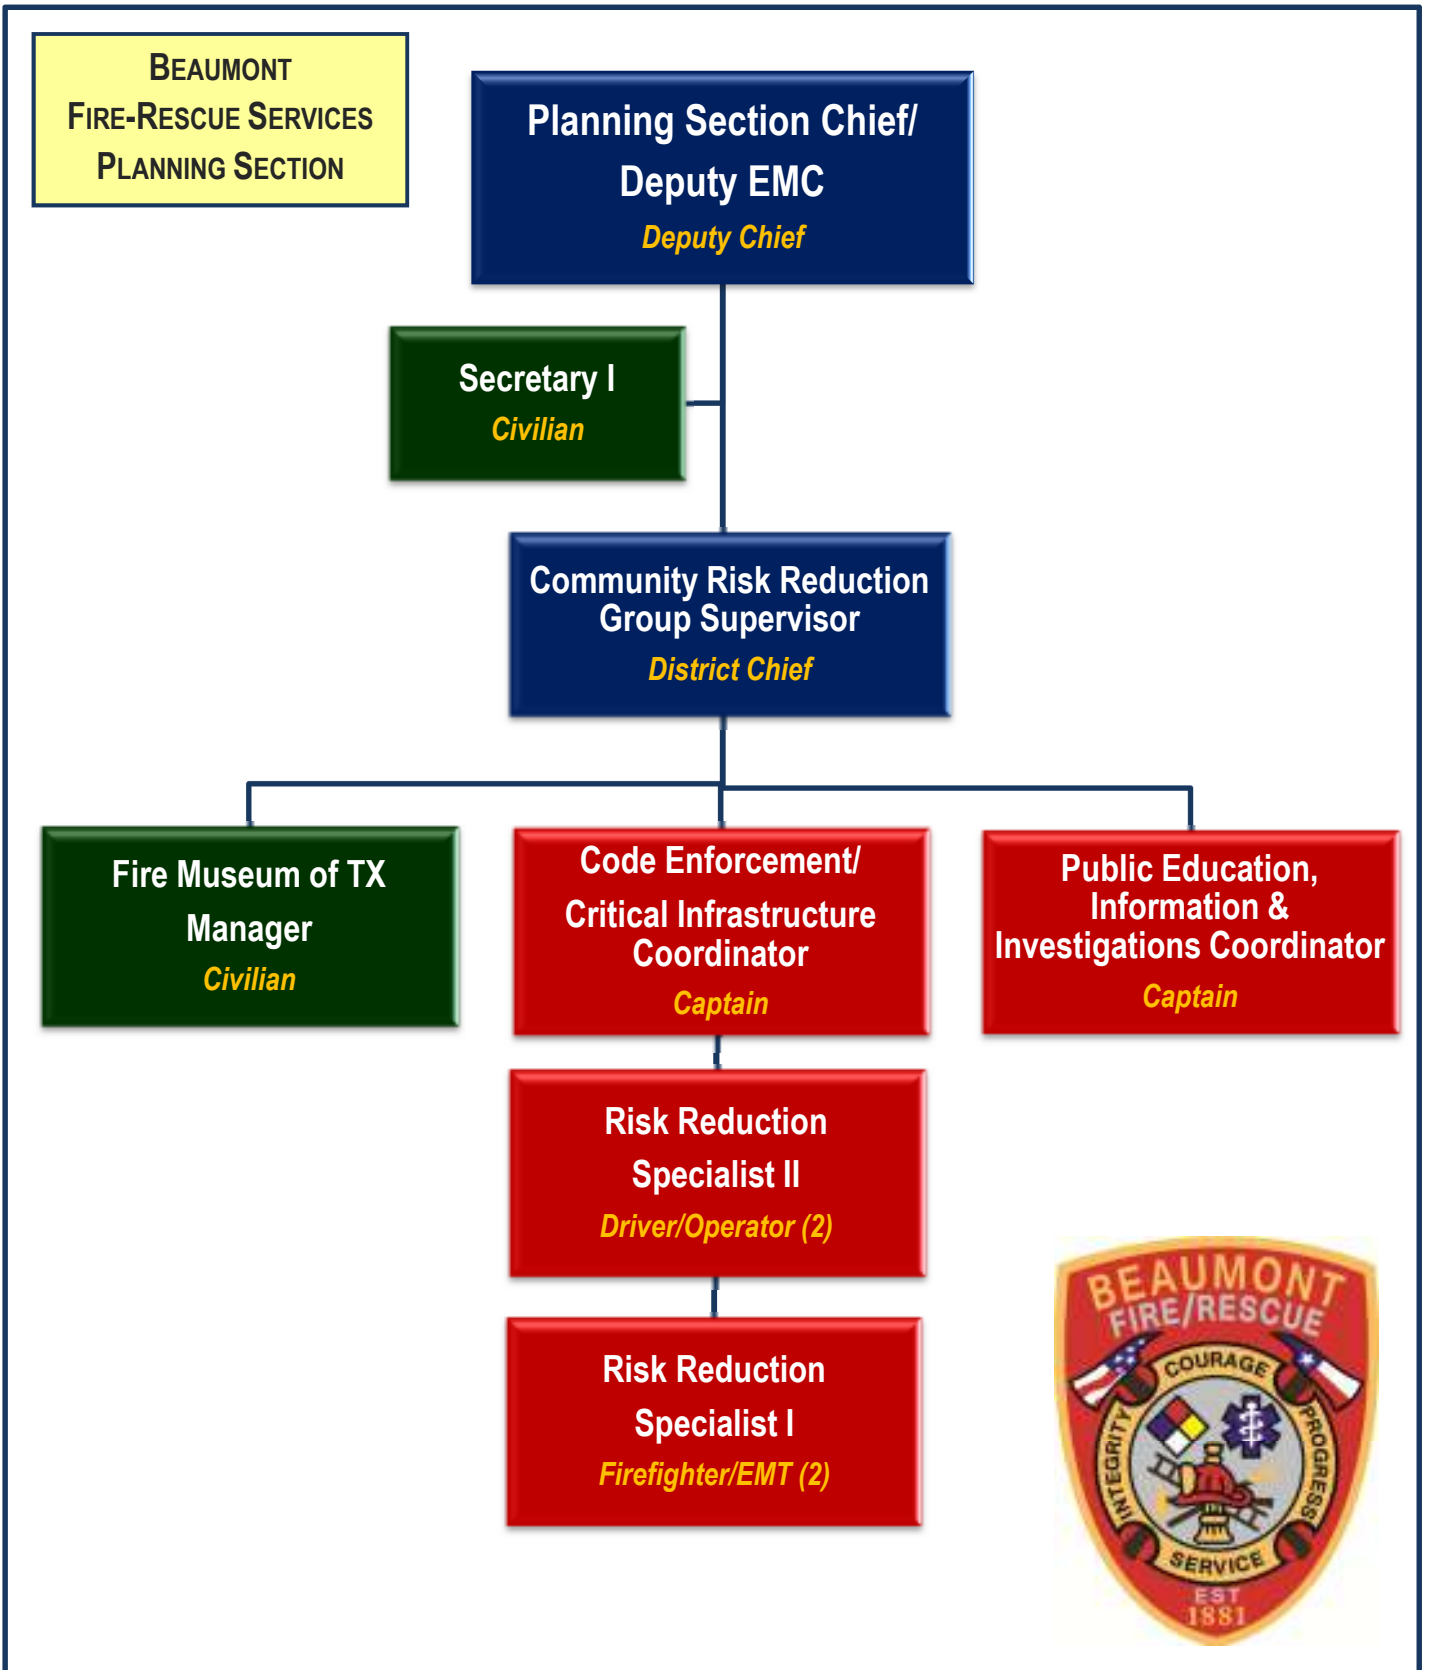 BEAUMONT
FIRE-RESCUE SERVICES
PLANNING SECTION
Planning Section Chief/
Deputy EMC
Deputy Chief
Secretary I
Civilian
Community Risk Reduction
Group Supervisor
District Chief
Fire Museum of TX
Manager
Civilian
Code Enforcement/
Critical Infrastructure
Coordinator
Captain
Public Education,
Information &
Investigations Coordinator
Captain
Risk Reduction
Specialist II
Driver/Operator (2)
Risk Reduction
Specialist I
Firefighter/EMT (2)
BEAUMONT
FIRE/RESCUE
COURAGE
INTEGRITY
PROGRESS
SERVICE
EST
1881